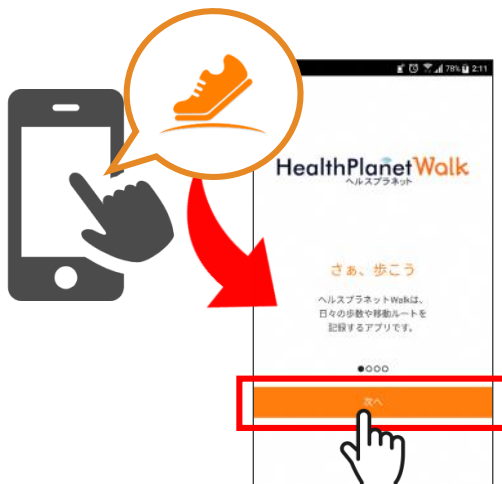 78% 2:11
HealthPlanetWalk
ヘルスプラネット
さぁ、歩こう
ヘルスプラネットWalkは、
日々の歩数や移動ルートを
記録するアプリです。
次へ